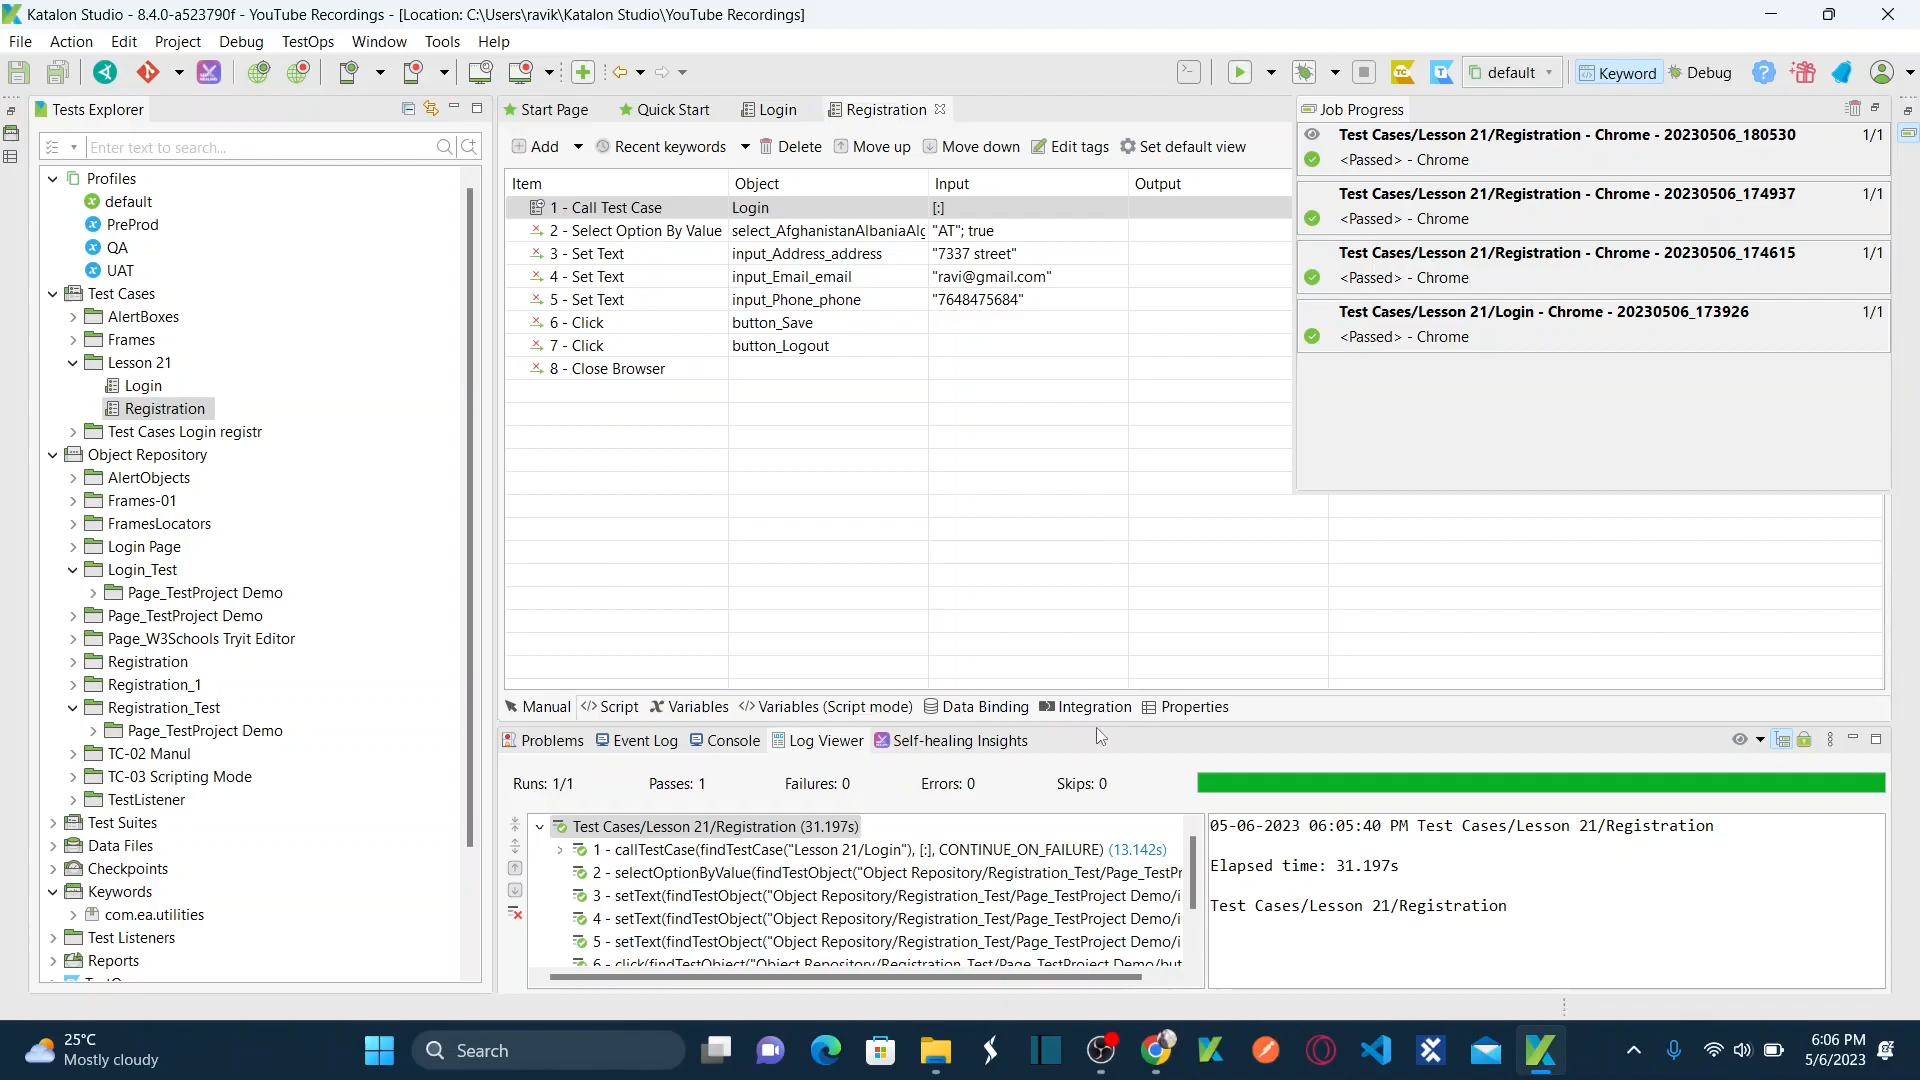 Katalon Studio - 8.4.0-a523790f - YouTube Recordings - [Location: C:\Users\ravik\Katalon Studio\YouTube Recordings]
File Action Edit Project Debug TestOps Window Tools Help
default Keyword Debug
Tests Explorer
Enter text to search...
Profiles
default
PreProd
QA
UAT
Test Cases
AlertBoxes
Frames
Lesson 21
Login
Registration
Test Cases Login registr
Object Repository
AlertObjects
Frames-01
FramesLocators
Login Page
Login_Test
Page_TestProject Demo
Page_TestProject Demo
Page_W3Schools Tryit Editor
Registration
Registration_1
Registration_Test
Page_TestProject Demo
TC-02 Manul
TC-03 Scripting Mode
TestListener
Test Suites
Data Files
Checkpoints
Keywords
com.ea.utilities
Test Listeners
Reports
Start Page Quick Start Login Registration
Add Recent keywords Delete Move up Move down Edit tags Set default view
Item Object Input Output
1 - Call Test Case Login [:]
2 - Select Option By Value select_AfghanistanAlbaniaAlg "AT"; true
3 - Set Text input_Address_address "7337 street"
4 - Set Text input_Email_email "ravi@gmail.com"
5 - Set Text input_Phone_phone "7648475684"
6 - Click button_Save
7 - Click button_Logout
8 - Close Browser
Job Progress
Test Cases/Lesson 21/Registration - Chrome - 20230506_180530 1/1
<Passed> - Chrome
Test Cases/Lesson 21/Registration - Chrome - 20230506_174937 1/1
<Passed> - Chrome
Test Cases/Lesson 21/Registration - Chrome - 20230506_174615 1/1
<Passed> - Chrome
Test Cases/Lesson 21/Login - Chrome - 20230506_173926 1/1
<Passed> - Chrome
Manual Script Variables Variables (Script mode) Data Binding Integration Properties
Problems Event Log Console Log Viewer Self-healing Insights
Runs: 1/1 Passes: 1 Failures: 0 Errors: 0 Skips: 0
Test Cases/Lesson 21/Registration (31.197s)
1 - callTestCase(findTestCase("Lesson 21/Login"), [:], CONTINUE_ON_FAILURE) (13.142s)
2 - selectOptionByValue(findTestObject("Object Repository/Registration_Test/Page_TestPr
3 - setText(findTestObject("Object Repository/Registration_Test/Page_TestProject Demo/i
4 - setText(findTestObject("Object Repository/Registration_Test/Page_TestProject Demo/i
5 - setText(findTestObject("Object Repository/Registration_Test/Page_TestProject Demo/i
6 - click(findTestObject("Object Repository/Registration_Test/Page_TestProject Demo/but
05-06-2023 06:05:40 PM Test Cases/Lesson 21/Registration
Elapsed time: 31.197s
Test Cases/Lesson 21/Registration
25°C
Mostly cloudy
Search
6:06 PM
5/6/2023